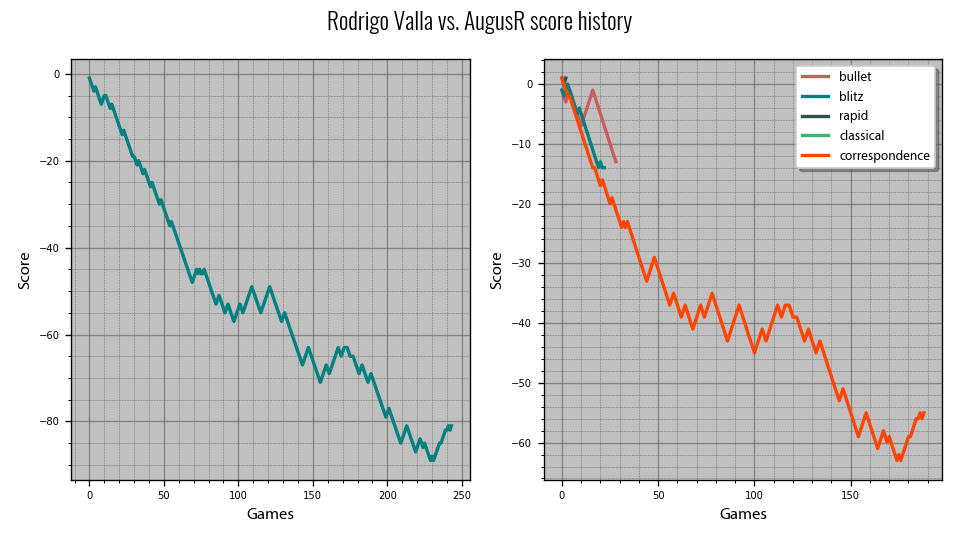 Rodrigo Valla vs. AugusR score history
Score
0
−20
−40
−60
−80
0 50 100 150 200 250
Games
Score
0
−10
−20
−30
−40
−50
−60
0 50 100 150
Games
bullet
blitz
rapid
classical
correspondence